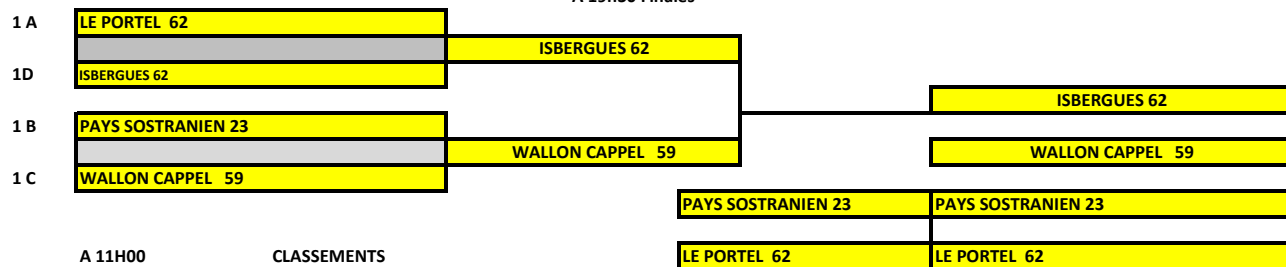 1 A LE PORTEL 62
ISBERGUES 62
1D ISBERGUES 62
ISBERGUES 62
1 B PAYS SOSTRANIEN 23
WALLON CAPPEL 59 WALLON CAPPEL 59
1 C WALLON CAPPEL 59
PAYS SOSTRANIEN 23 PAYS SOSTRANIEN 23
A 11H00 CLASSEMENTS LE PORTEL 62 LE PORTEL 62